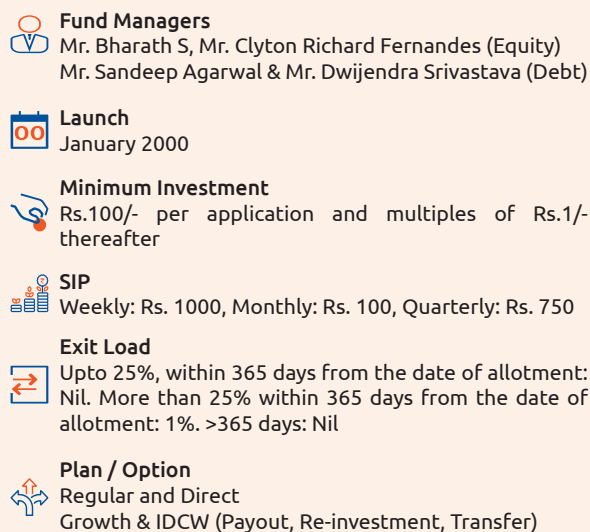 Fund Managers
Mr. Bharath S, Mr. Clyton Richard Fernandes (Equity)
Mr. Sandeep Agarwal & Mr. Dwijendra Srivastava (Debt)
Launch
00
January 2000
Minimum Investment
Rs.100/- per application and multiples of Rs.1/-
thereafter
SIP
Weekly: Rs. 1000, Monthly: Rs. 100, Quarterly: Rs. 750
Exit Load
Upto 25%, within 365 days from the date of allotment:
Nil. More than 25% within 365 days from the date of
allotment: 1%. >365 days: Nil
Plan / Option
Regular and Direct
Growth & IDCW (Payout, Re-investment, Transfer)